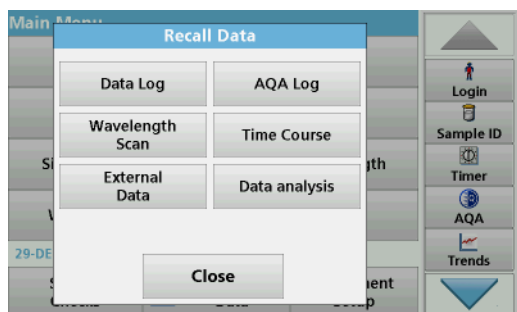 Main Menu
Recall Data
Data Log
AQA Log
Wavelength
Scan
Time Course
External
Data
Data analysis
Close
29-DE
Login
Sample ID
Timer
AQA
Trends